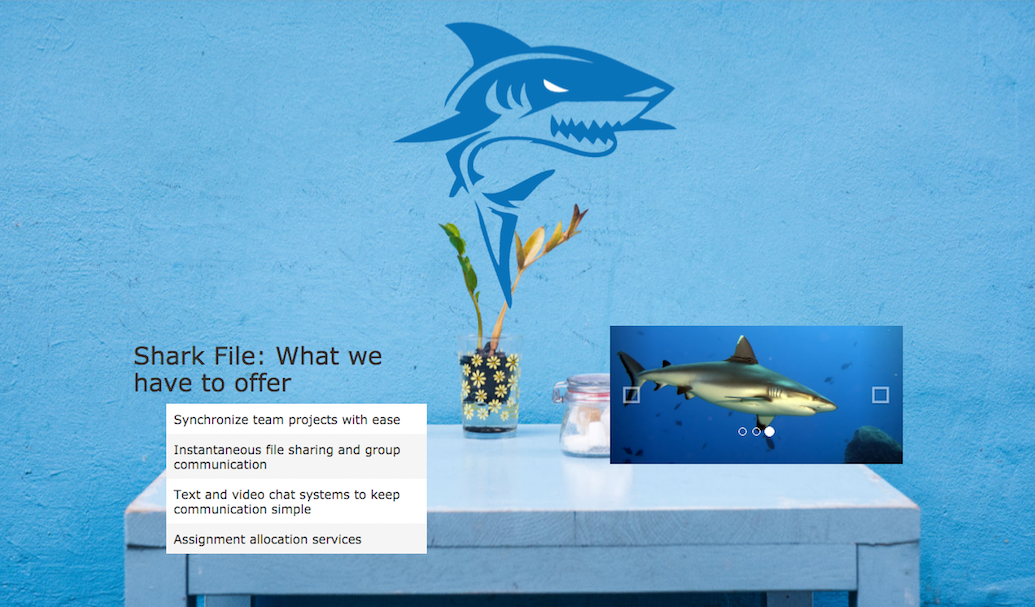 Shark File: What we
have to offer
Synchronize team projects with ease
Instantaneous file sharing and group
communication
Text and video chat systems to keep
communication simple
Assignment allocation services